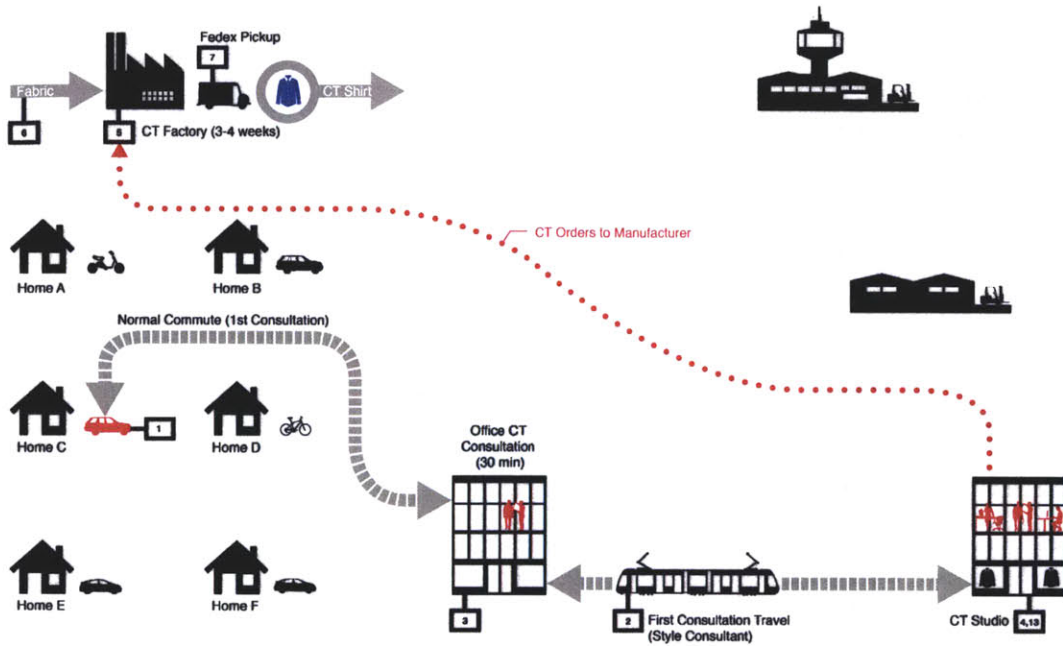 Fedex Pickup
7
Fabric
CT Shirt
6
5
CT Factory (3-4 weeks)
CT Orders to Manufacturer
Home A
Home B
Normal Commute (1st Consultation)
1
Home C
Home D
Office CT
Consultation
(30 min)
Home E
Home F
3
2
First Consultation Travel
(Style Consultant)
CT Studio
4,13